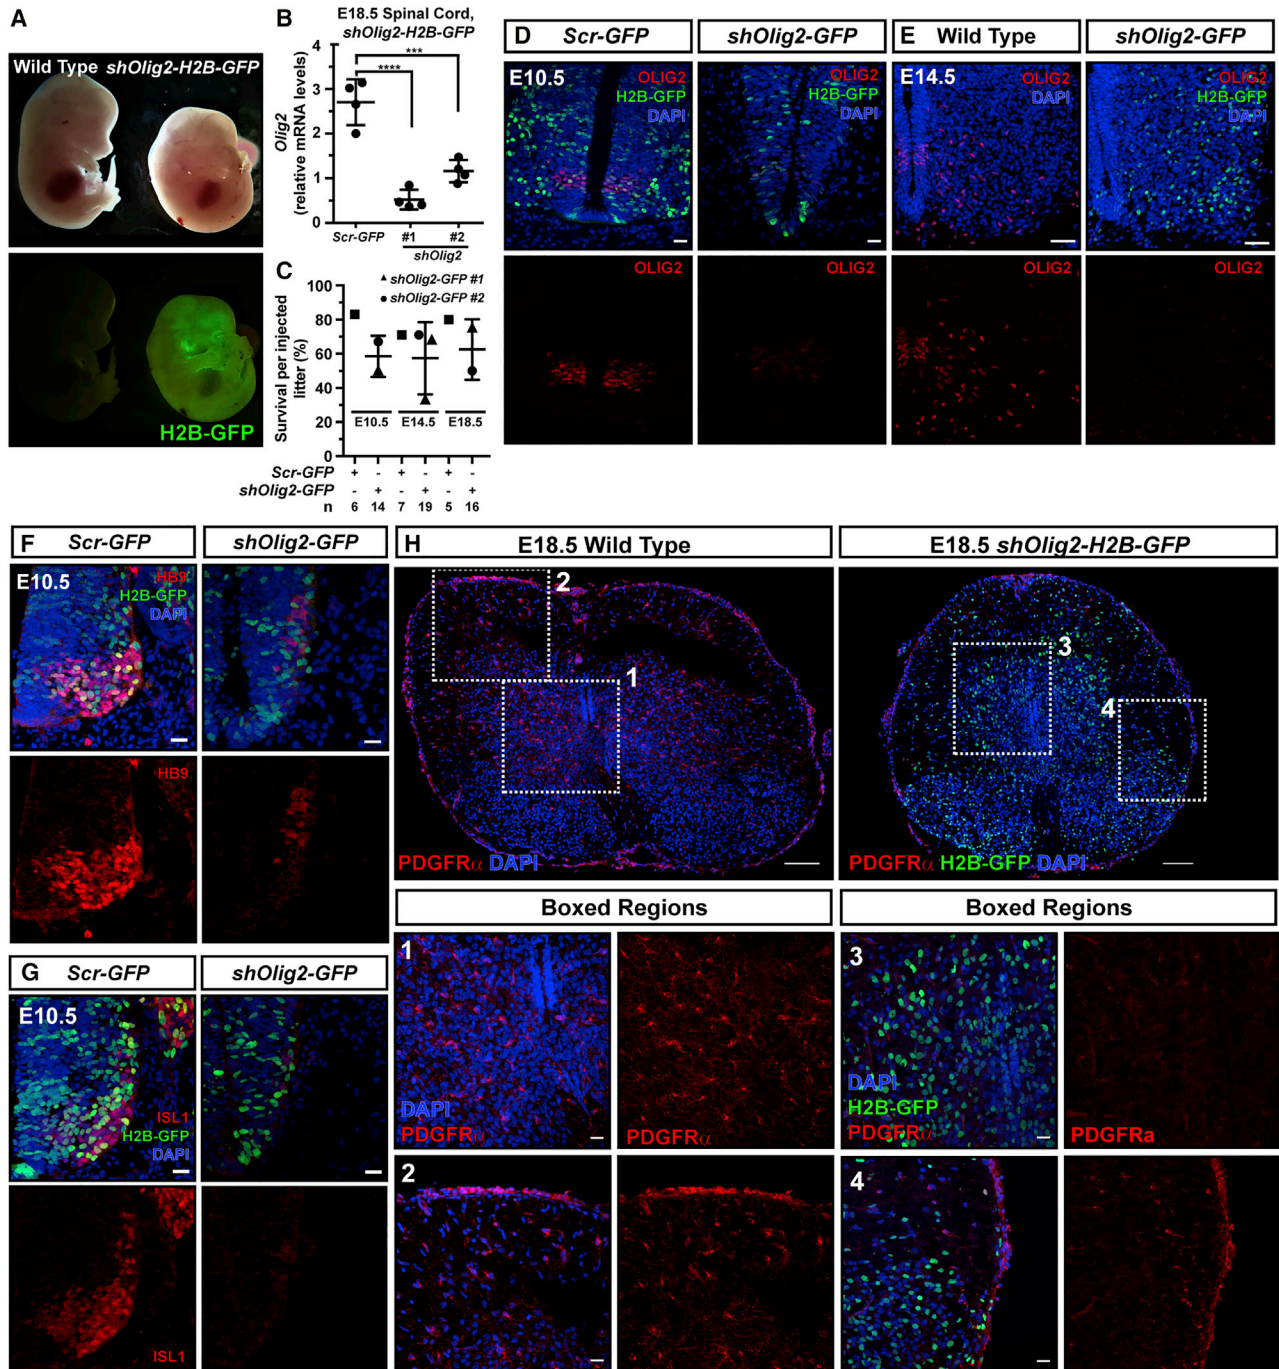 A
Wild Type shOlig2-H2B-GFP
H2B-GFP
B
E18.5 Spinal Cord,
shOlig2-H2B-GFP
Olig2
(relative mRNA levels)
4
3
2
1
0
***
****
Scr-GFP
#1
#2
shOlig2
C
shOlig2-GFP #1
shOlig2-GFP #2
Survival per injected
litter (%)
100
80
60
40
20
0
E10.5
E14.5
E18.5
Scr-GFP + - + - + -
shOlig2-GFP - + - + - +
n 6 14 7 19 5 16
D
Scr-GFP
shOlig2-GFP
E10.5
OLIG2
H2B-GFP
DAPI
OLIG2
H2B-GFP
DAPI
OLIG2
OLIG2
E
Wild Type
shOlig2-GFP
E14.5
OLIG2
DAPI
OLIG2
H2B-GFP
DAPI
OLIG2
OLIG2
F
Scr-GFP
shOlig2-GFP
E10.5
HB9
H2B-GFP
DAPI
HB9
G
Scr-GFP
shOlig2-GFP
E10.5
ISL1
H2B-GFP
DAPI
ISL1
H
E18.5 Wild Type
E18.5 shOlig2-H2B-GFP
2
1
PDGFRα DAPI
3
4
PDGFRα H2B-GFP DAPI
Boxed Regions
Boxed Regions
1
DAPI
PDGFRα
PDGFRα
2
3
DAPI
H2B-GFP
PDGFRα
PDGFRa
4